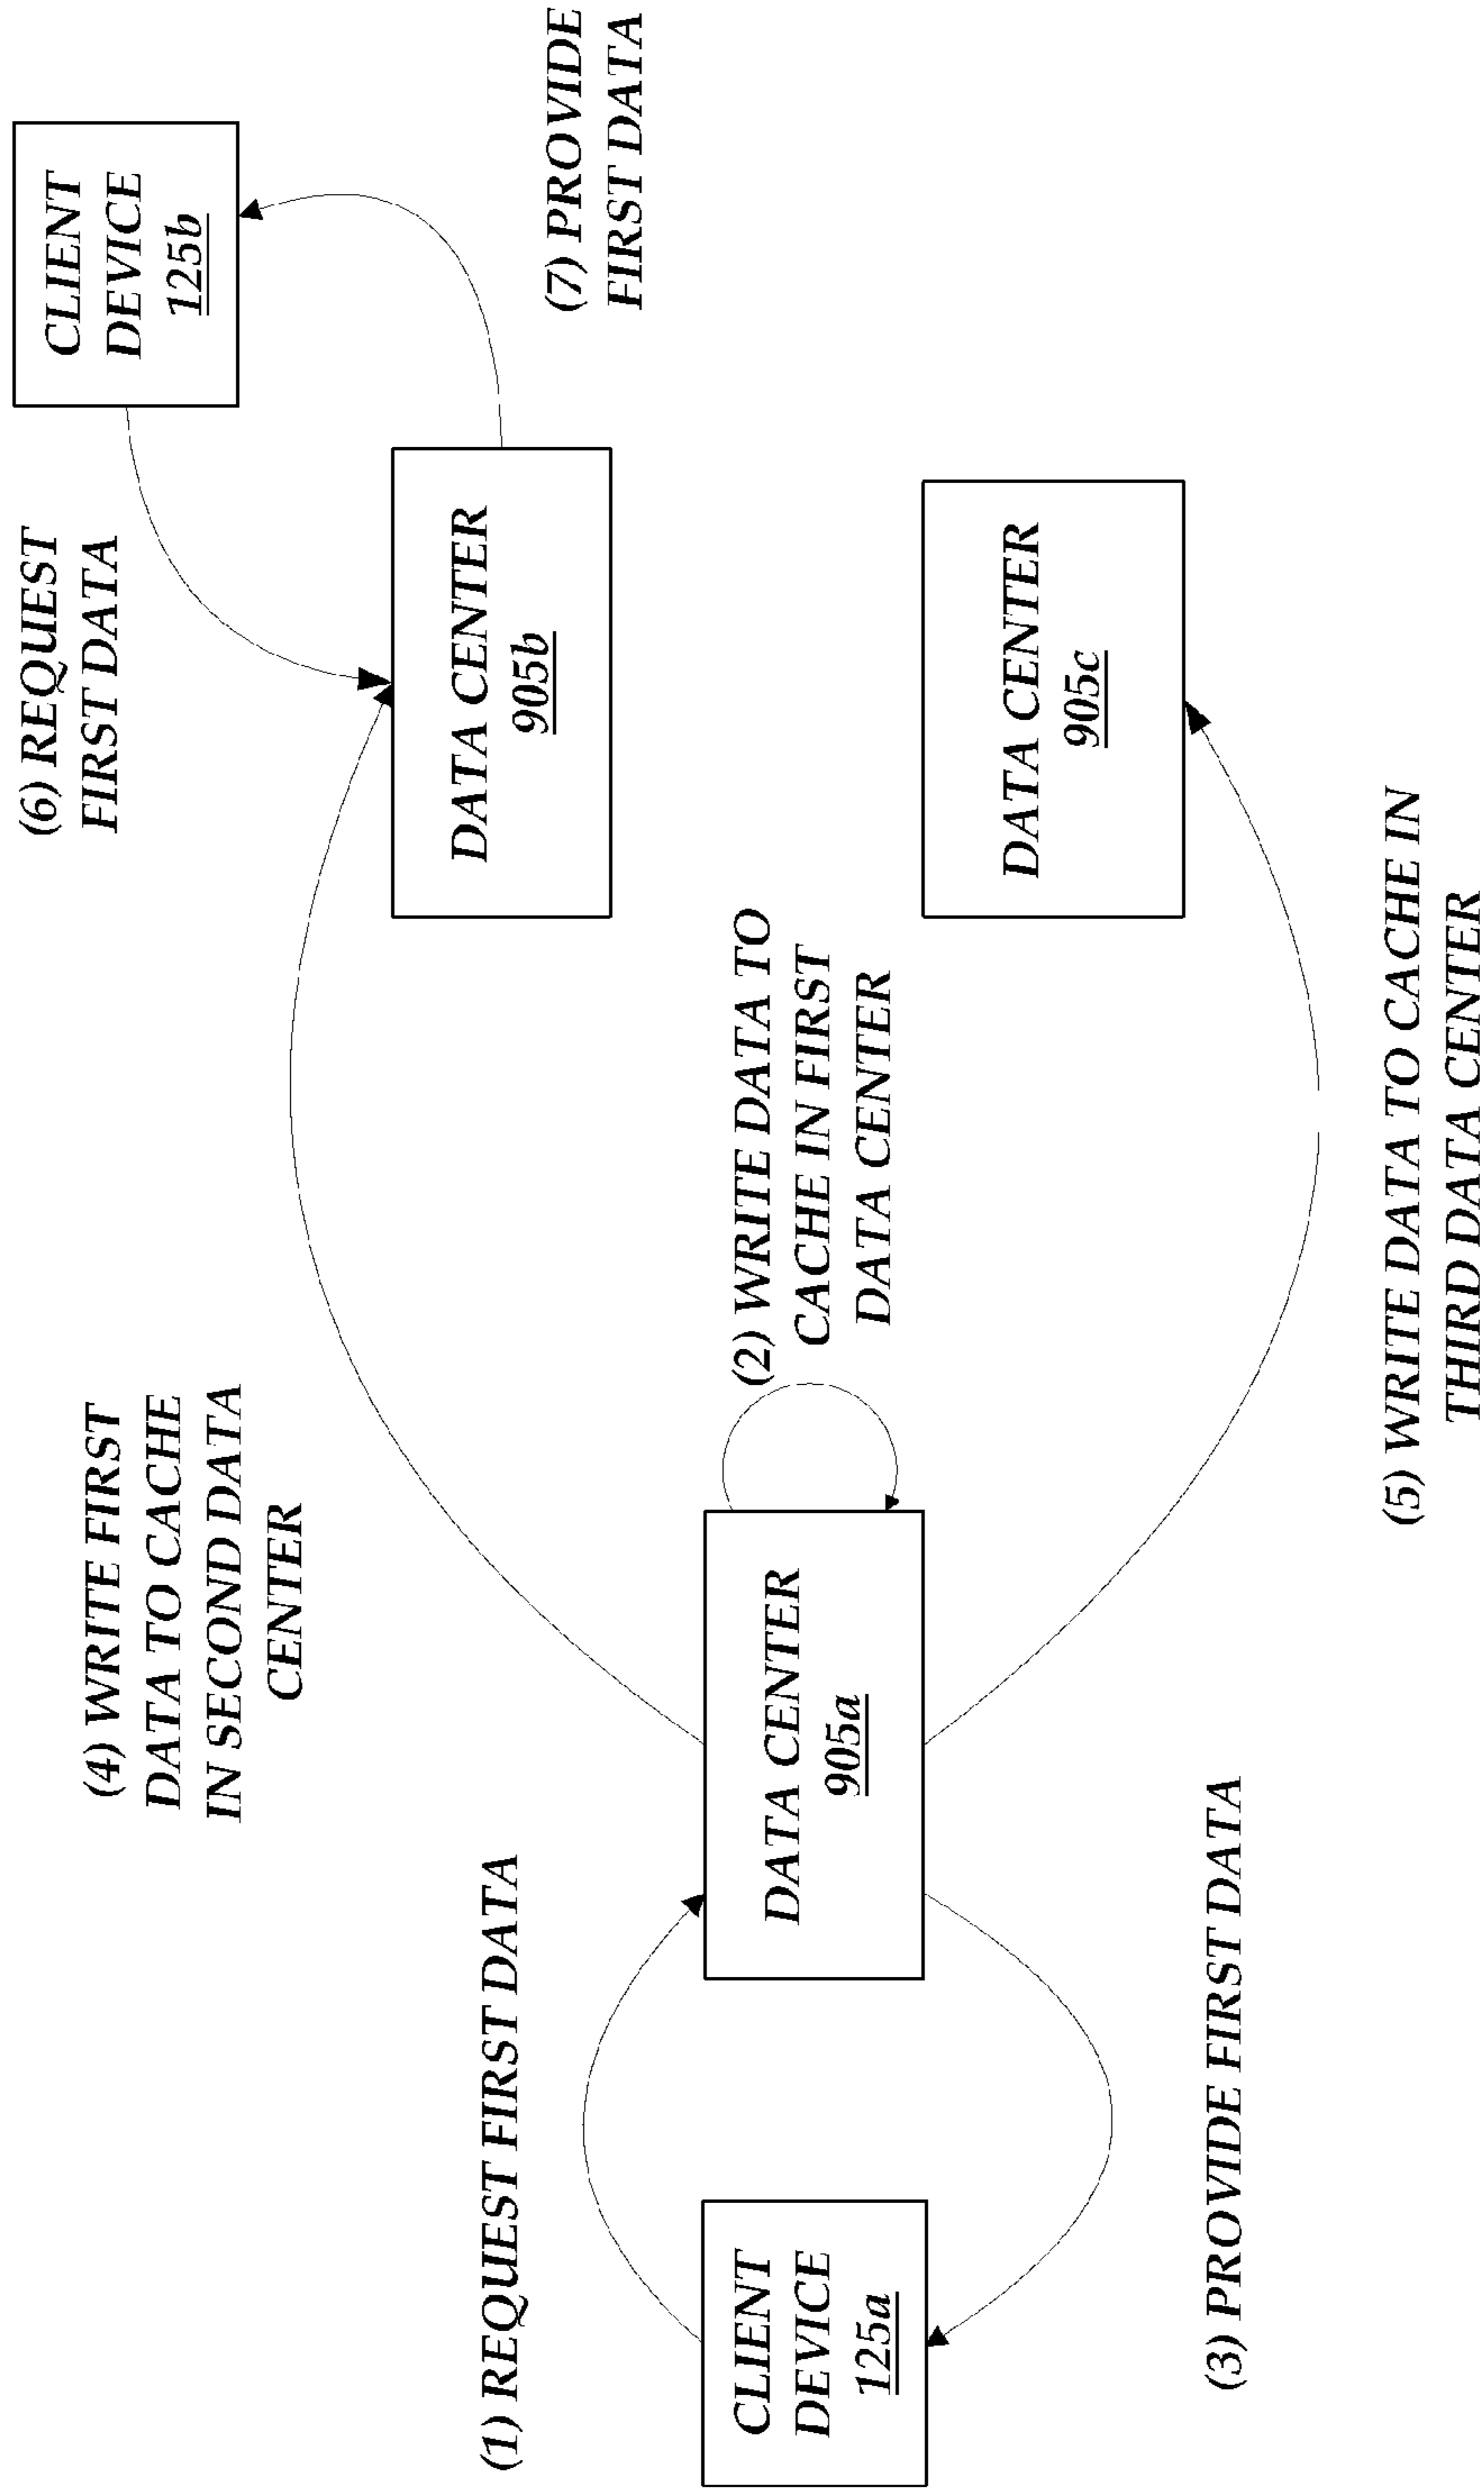 (1) REQUEST FIRST DATA
CLIENT
DEVICE
125a
(3) PROVIDE FIRST DATA
(4) WRITE FIRST
DATA TO CACHE
IN SECOND DATA
CENTER
DATA CENTER
905a
(2) WRITE DATA TO
CACHE IN FIRST
DATA CENTER
(5) WRITE DATA TO CACHE IN
THIRD DATA CENTER
(6) REQUEST
FIRST DATA
DATA CENTER
905b
DATA CENTER
905c
CLIENT
DEVICE
125b
(7) PROVIDE
FIRST DATA